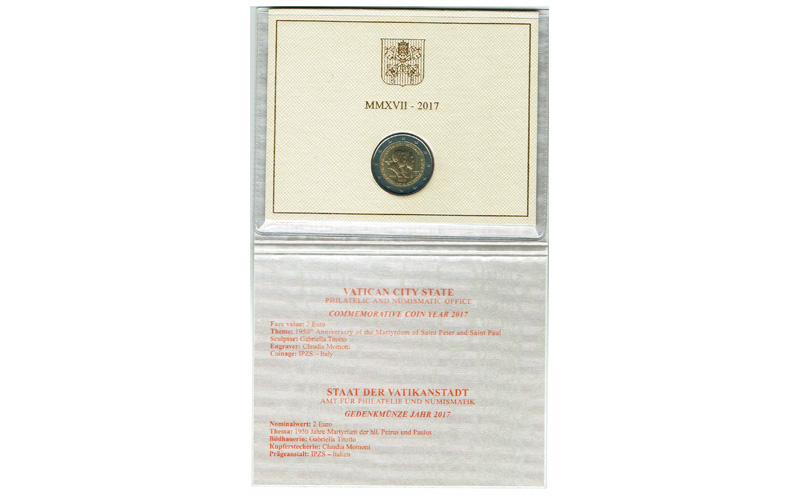 MMXVII - 2017
VATICAN CITY STATE
PHILATELIC AND NUMISMATIC OFFICE
COMMEMORATIVE COIN YEAR 2017
Face value: 2 Euro
Theme: 1950th Anniversary of the Martyrdom of Saint Peter and Saint Paul
Sculptor: Gabriella Titotto
Engraver: Claudia Momoni
Coinage: IPZS – Italy
STAAT DER VATIKANSTADT
AMT FÜR PHILATELIE UND NUMISMATIK
GEDENKMÜNZE JAHR 2017
Nominalwert: 2 Euro
Thema: 1950 Jahre Martyrium der hll. Petrus und Paulus
Bildhauerin: Gabriella Titotto
Kupferstecherin: Claudia Momoni
Prägeanstalt: IPZS – Italien